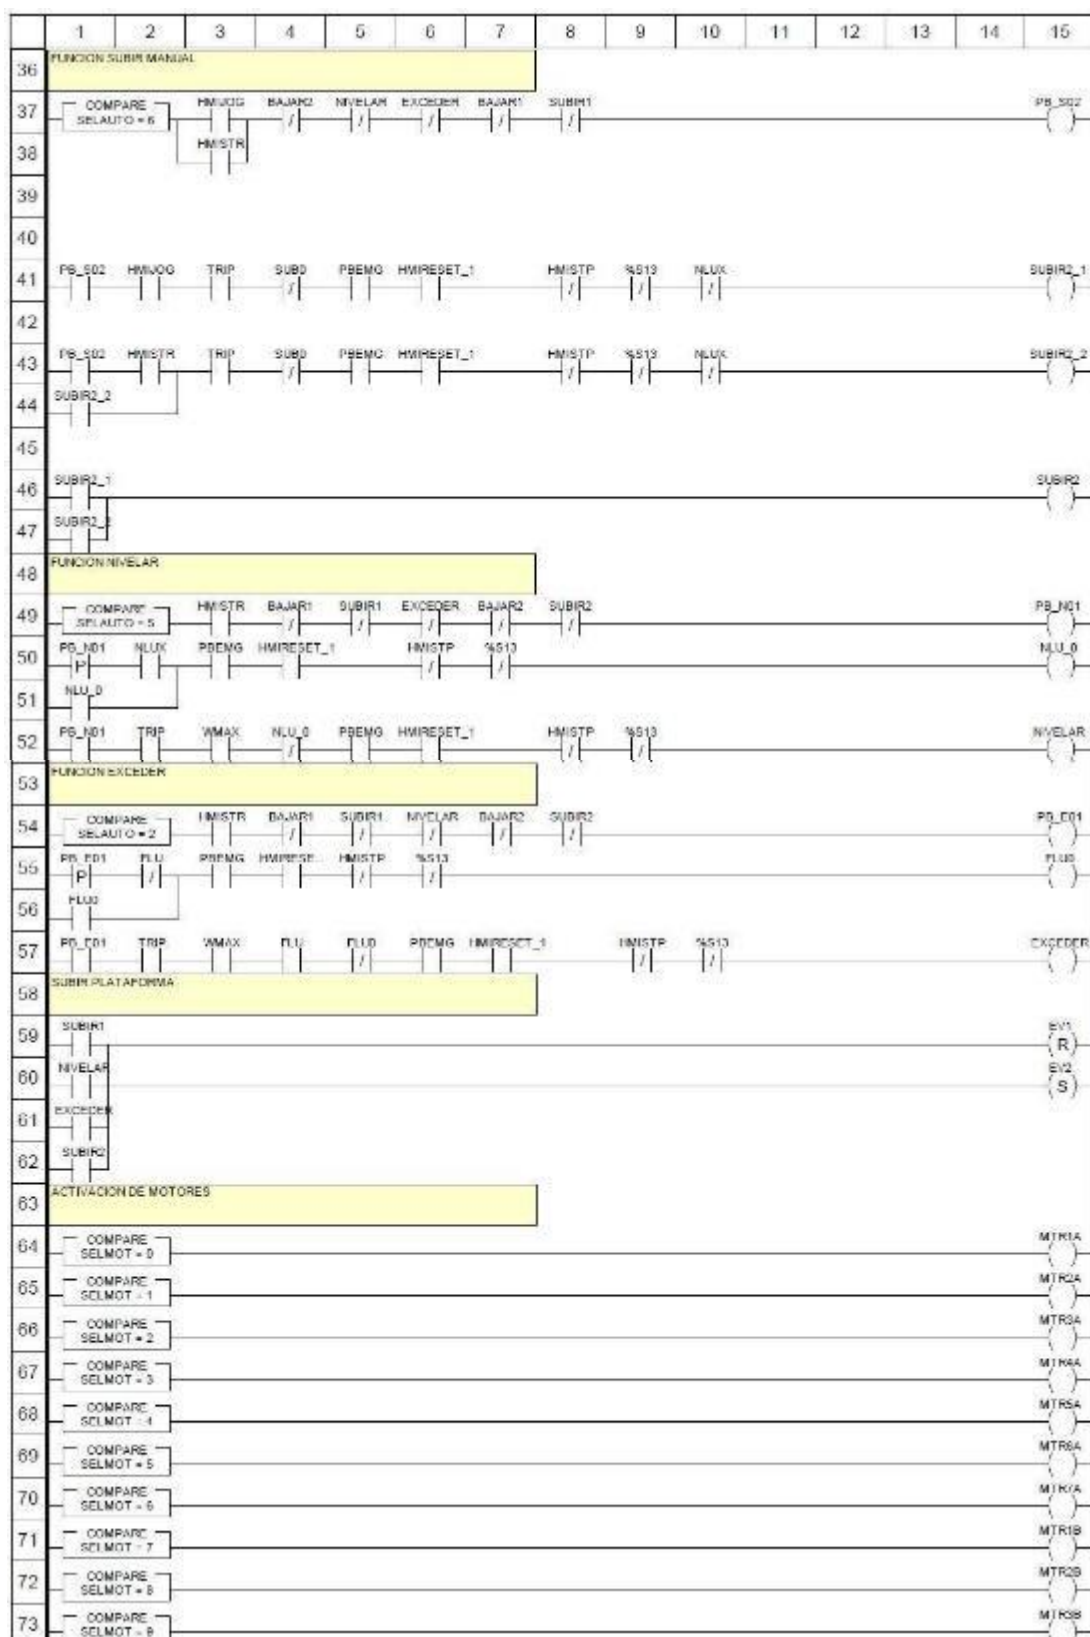 1 2 3 4 5 6 7 8 9 10 11 12 13 14 15
36 FUNCION SUBIR MANUAL
HMIJOG BAJAR2 NIVELAR EXCEDER BAJAR1 SUBIR1 PB_S02
37 COMPARE
SELAUTO = 6
HMISTR
38
39
40
PB_S02 HMIJOG TRIP SUB0 PBEMG HMIRESET_1 HMISTP %S13 NLUX SUBIR2_1
41
42
PB_S02 HMISTR TRIP SUB0 PBEMG HMIRESET_1 HMISTP %S13 NLUX SUBIR2_2
43
SUBIR2_2
44
45
SUBIR2_1 SUBIR2
46
SUBIR2_2
47
48 FUNCION NIVELAR
HMISTR BAJAR1 SUBIR1 EXCEDER BAJAR2 SUBIR2 PB_N01
49 COMPARE
SELAUTO = 5
PB_N01 NLUX PBEMG HMIRESET_1 HMISTP %S13 NLU_0
50 P
NLU_0
51
PB_N01 TRIP WMAX NLU_0 PBEMG HMIRESET_1 HMISTP %S13 NIVELAR
52
53 FUNCION EXCEDER
HMISTR BAJAR1 SUBIR1 NIVELAR BAJAR2 SUBIR2 PB_E01
54 COMPARE
SELAUTO = 2
PB_E01 FLU PBEMG HMIRESE... HMISTP %S13 FLU0
55 P
FLU0
56
PB_E01 TRIP WMAX FLU FLU0 PBEMG HMIRESET_1 HMISTP %S13 EXCEDER
57
58 SUBIR PLATAFORMA
SUBIR1 EV1
59 R
NIVELAR EV2
60 S
EXCEDER
61
SUBIR2
62
63 ACTIVACION DE MOTORES
64 COMPARE MTR1A
SELMOT = 0
65 COMPARE MTR2A
SELMOT = 1
66 COMPARE MTR3A
SELMOT = 2
67 COMPARE MTR4A
SELMOT = 3
68 COMPARE MTR5A
SELMOT = 4
69 COMPARE MTR6A
SELMOT = 5
70 COMPARE MTR7A
SELMOT = 6
71 COMPARE MTR1B
SELMOT = 7
72 COMPARE MTR2B
SELMOT = 8
73 COMPARE MTR3B
SELMOT = 9